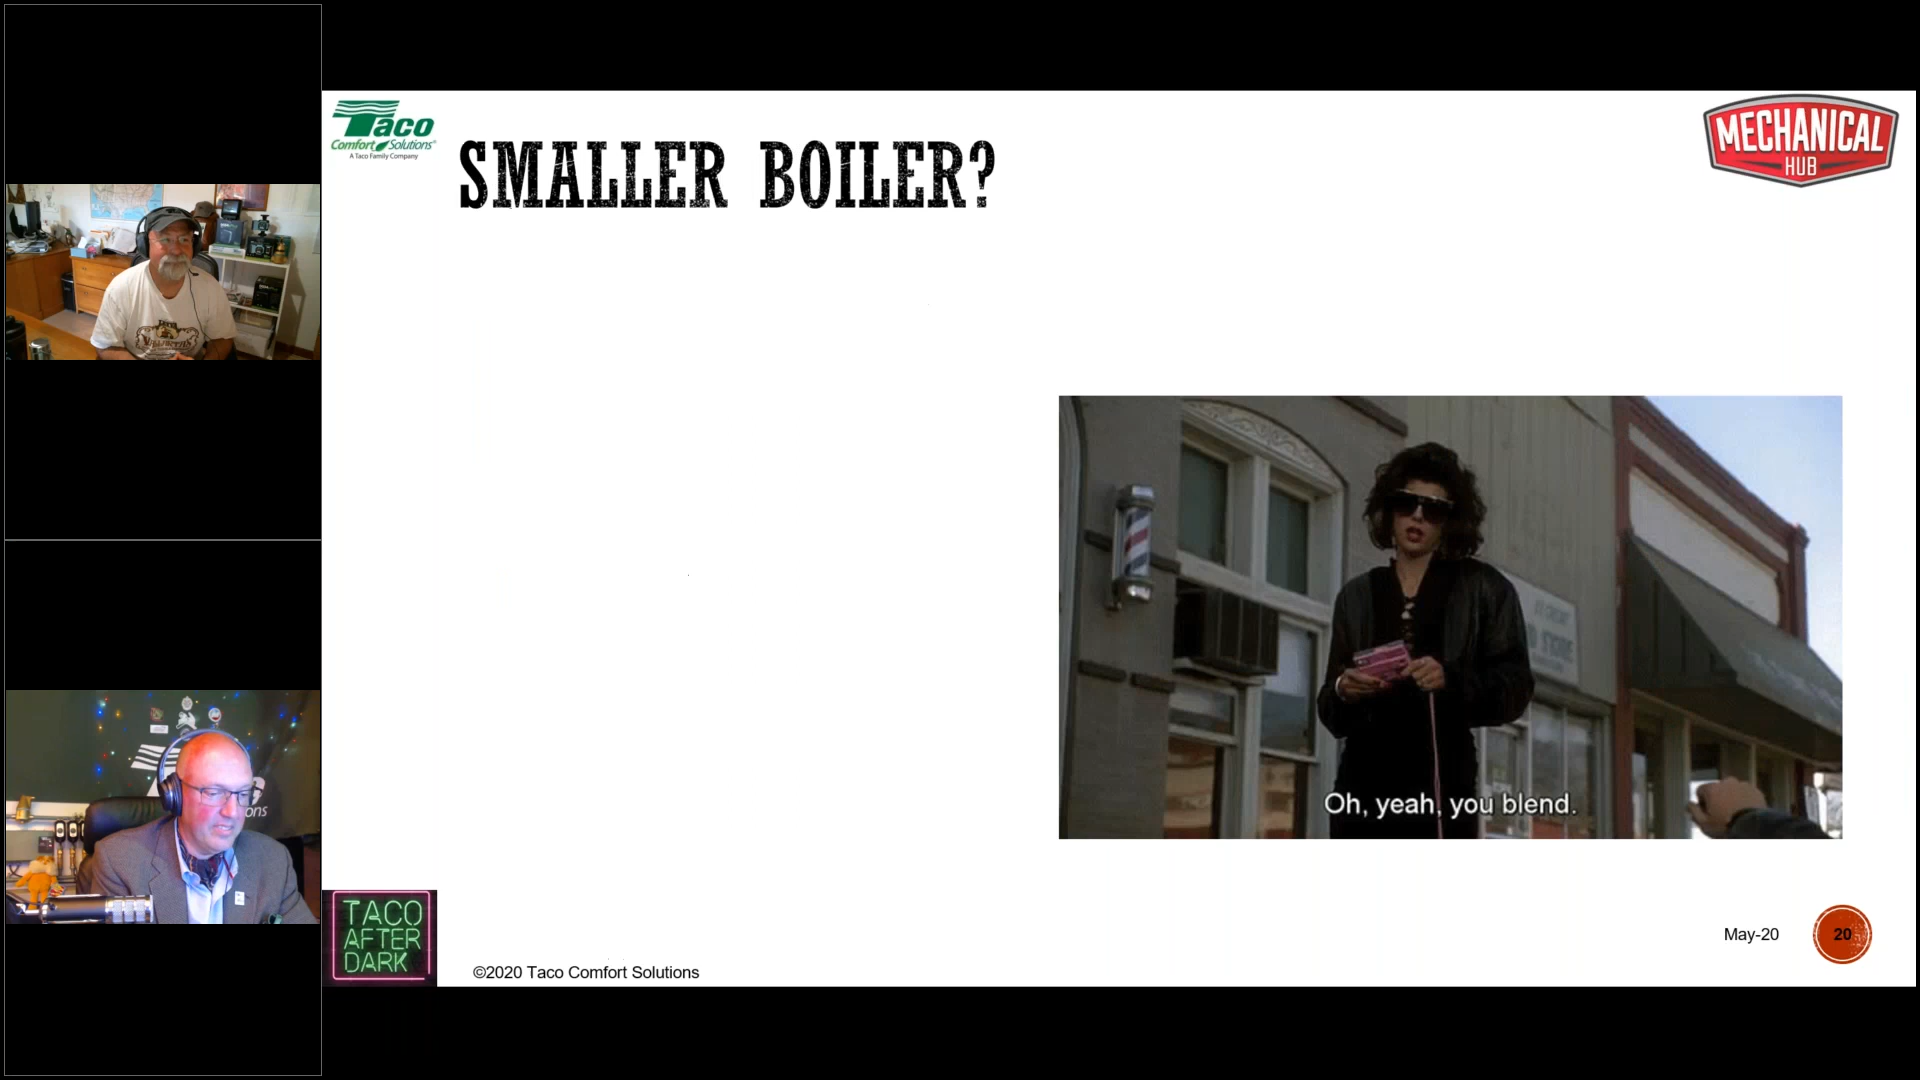 Taco
Comfort Solutions®
A Taco Family Company
SMALLER BOILER?
MECHANICAL
HUB
Oh, yeah, you blend.
TACO
AFTER
DARK
©2020 Taco Comfort Solutions
May-20
20